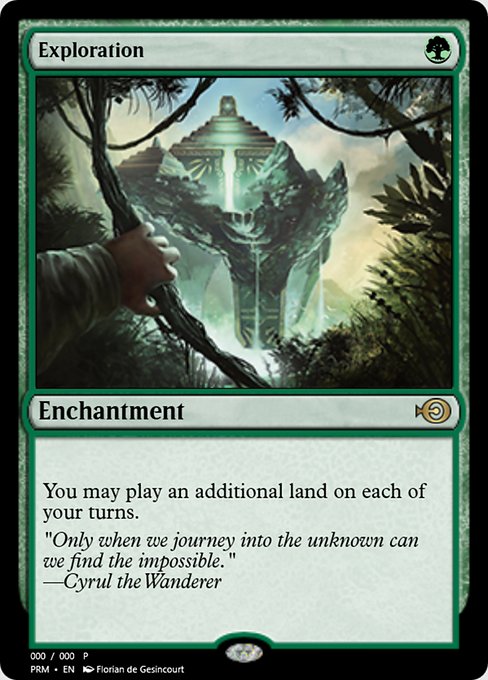 Exploration
Enchantment
You may play an additional land on each of
your turns.
"Only when we journey into the unknown can
we find the impossible."
—Cyrul the Wanderer
000 / 000 P
PRM • EN Florian de Gesincourt